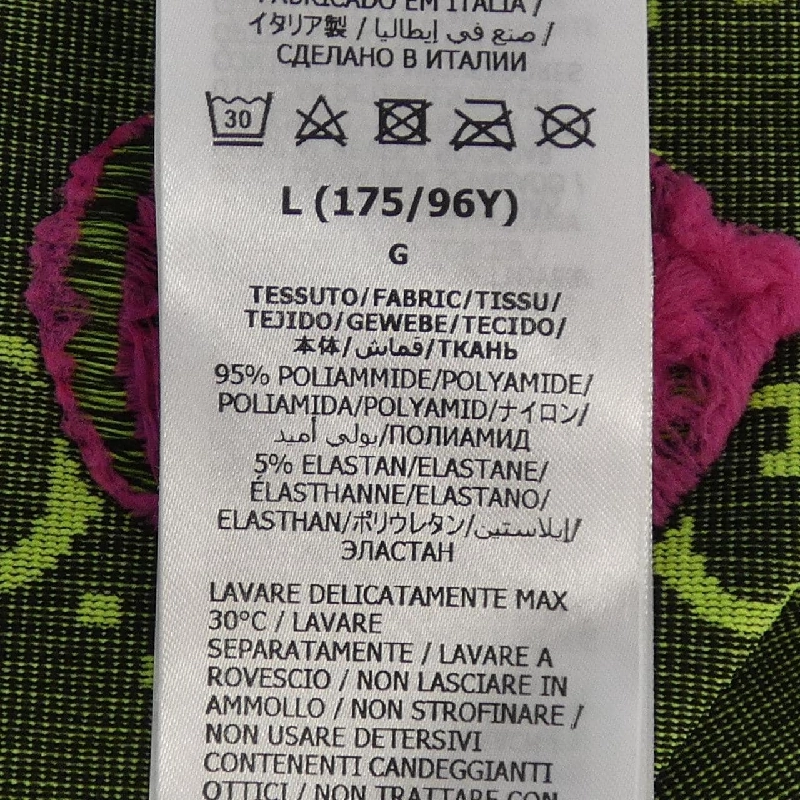 FABRICADO EM ITALIA /
イタリア製 / صنع في إيطاليا /
СДЕЛАНО В ИТАЛИИ
30
L (175/96Y)
G
TESSUTO/FABRIC/TISSU/
TEJIDO/GEWEBE/TECIDO/
本体/قماش/ТКАНЬ
95% POLIAMMIDE/POLYAMIDE/
POLIAMIDA/POLYAMID/ナイロン/
بولي أميد/ПОЛИАМИД
5% ELASTAN/ELASTANE/
ÉLASTHANNE/ELASTANO/
ELASTHAN/ポリウレタン/إيلاستين/
ЭЛАСТАН
LAVARE DELICATAMENTE MAX
30°C / LAVARE
SEPARATAMENTE / LAVARE A
ROVESCIO / NON LASCIARE IN
AMMOLLO / NON STROFINARE /
NON USARE DETERSIVI
CONTENENTI CANDEGGIANTI
OTTICI / NON TRATTARE CON